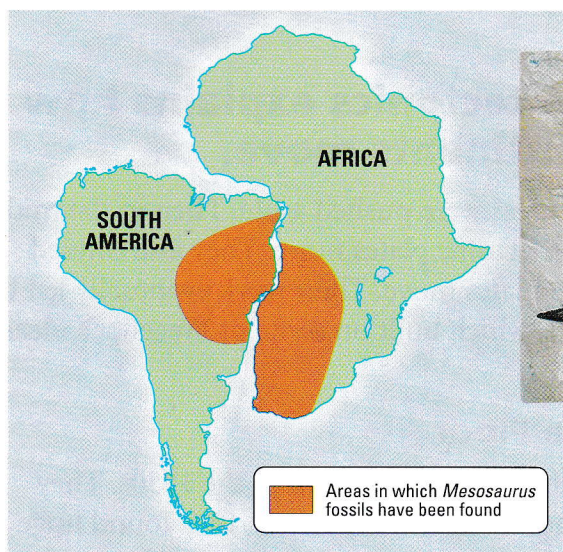 AFRICA
SOUTH
AMERICA
Areas in which Mesosaurus
fossils have been found